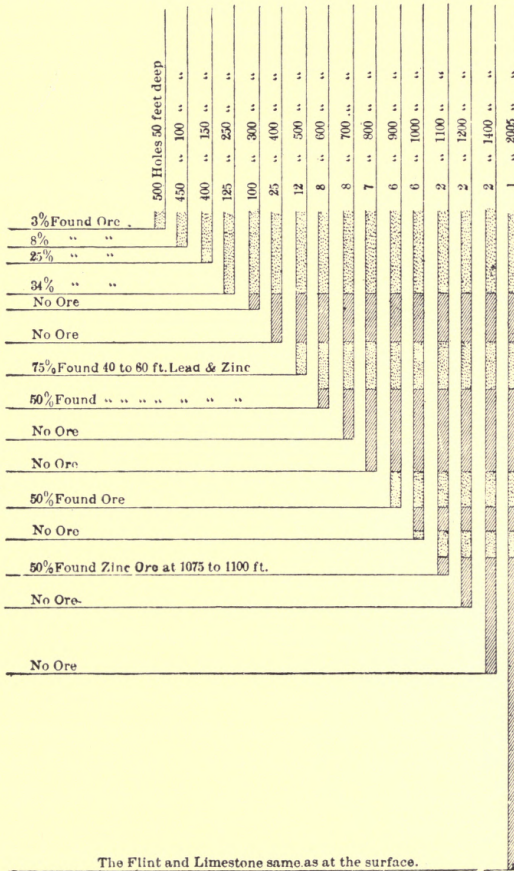 500 Holes 50 feet deep
450 " 100 " "
400 " 150 " "
125 " 250 " "
100 " 300 " "
25 " 400 " "
12 " 500 " "
8 " 600 " "
8 " 700 " "
7 " 800 " "
6 " 900 " "
6 " 1000 " "
2 " 1100 " "
2 " 1200 " "
2 " 1400 " "
1 " 2005 "
3% Found Ore
8% " "
25% " "
34% " "
No Ore
No Ore
75% Found 40 to 60 ft. Lead & Zinc
50% Found " " " " " " "
No Ore
No Ore
50% Found Ore
No Ore
50% Found Zinc Ore at 1075 to 1100 ft.
No Ore
No Ore
The Flint and Limestone same as at the surface.